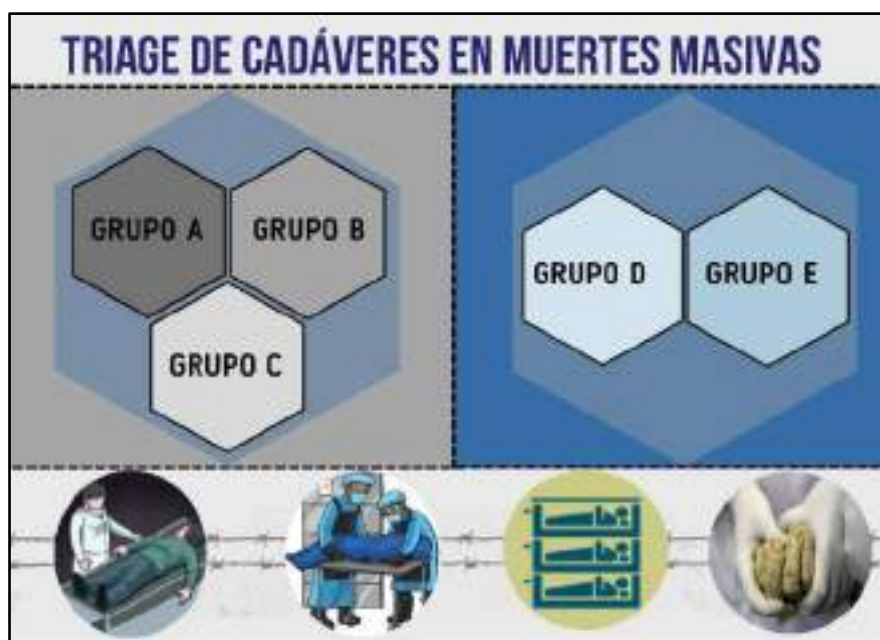 TRIAGE DE CADÁVERES EN MUERTES MASIVAS
GRUPO A
GRUPO B
GRUPO C
GRUPO D
GRUPO E